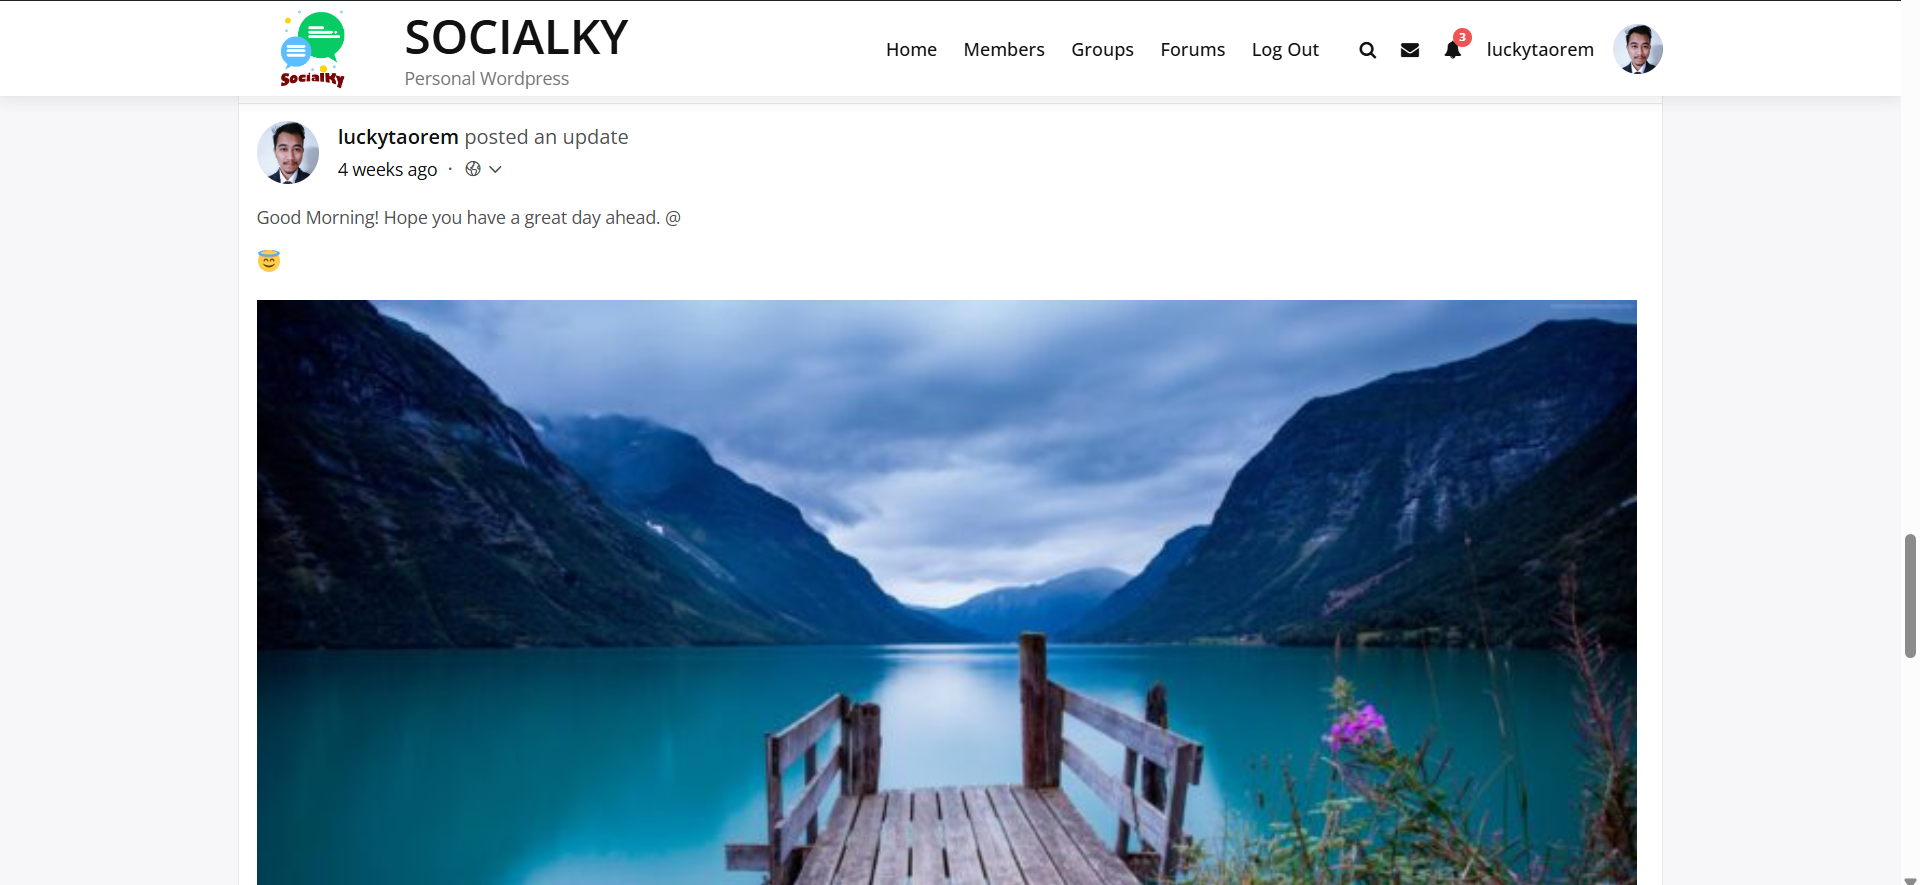 SocialKy
SOCIALKY
Personal Wordpress
Home Members Groups Forums Log Out 3 luckytaorem
luckytaorem posted an update
4 weeks ago ·
Good Morning! Hope you have a great day ahead. @